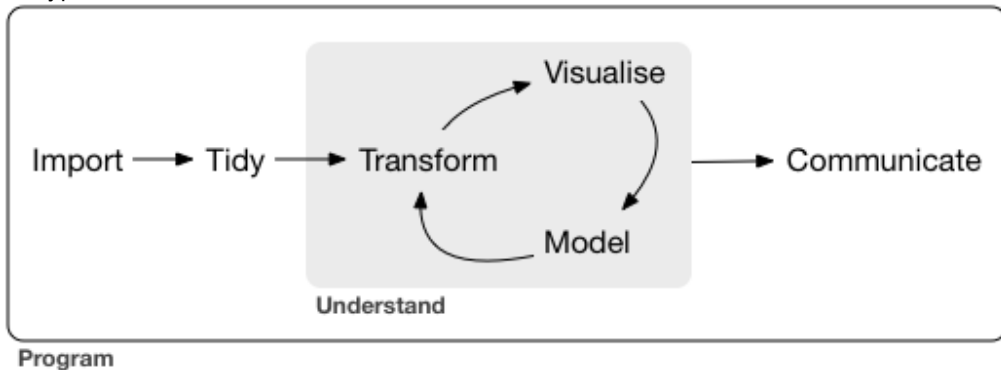 Visualise
Import Tidy Transform Communicate
Model
Understand
Program